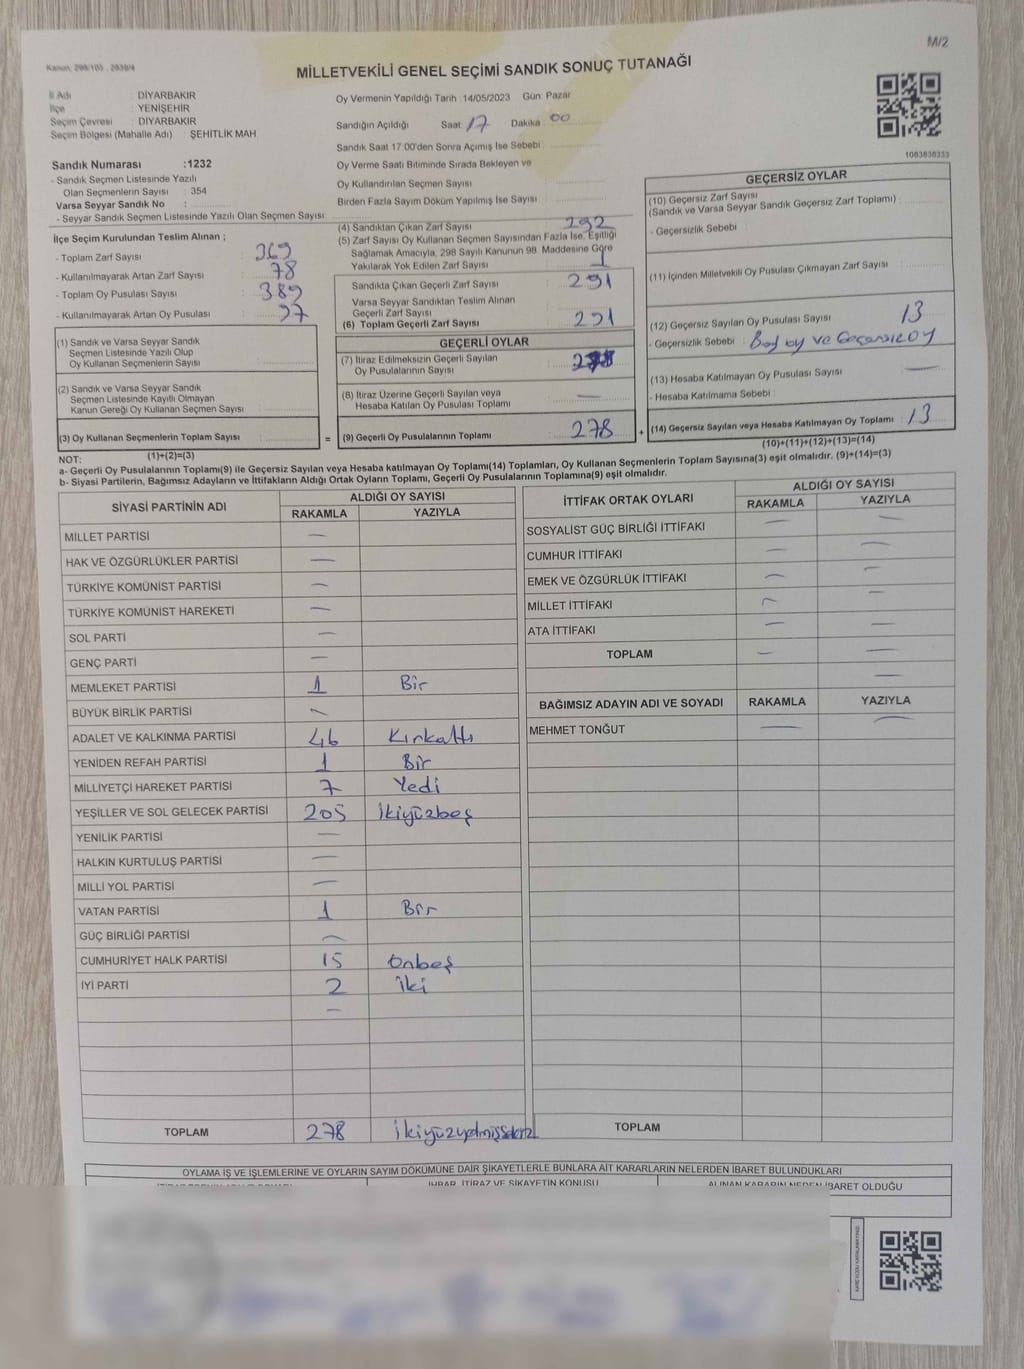 M/2
Kanun, 298/105 , 2839/4
MİLLETVEKİLİ GENEL SEÇİMİ SANDIK SONUÇ TUTANAĞI
İl Adı : DİYARBAKIR
İlçe : YENİŞEHİR
Seçim Çevresi : DİYARBAKIR
Seçim Bölgesi (Mahalle Adı) : ŞEHİTLİK MAH
Sandık Numarası :1232
- Sandık Seçmen Listesinde Yazılı
Olan Seçmenlerin Sayısı : 354
Varsa Seyyar Sandık No :
- Seyyar Sandık Seçmen Listesinde Yazılı Olan Seçmen Sayısı :
Oy Vermenin Yapıldığı Tarih :14/05/2023 Gün: Pazar
Sandığın Açıldığı Saat: 17 Dakika : 00
Sandık Saat 17:00'den Sonra Açımış İse Sebebi :
Oy Verme Saati Bitiminde Sırada Bekleyen ve
Oy Kullandırılan Seçmen Sayısı :
Birden Fazla Sayım Döküm Yapılmış İse Sayısı :
1083838333
İlçe Seçim Kurulundan Teslim Alınan ;
- Toplam Zarf Sayısı : 369
- Kullanılmayarak Artan Zarf Sayısı : 78
- Toplam Oy Pusulası Sayısı : 389
- Kullanılmayarak Artan Oy Pusulası : 97
(1) Sandık ve Varsa Seyyar Sandık
Seçmen Listesinde Yazılı Olup
Oy Kullanan Seçmenlerin Sayısı :
(2) Sandık ve Varsa Seyyar Sandık
Seçmen Listesinde Kayıtlı Olmayan
Kanun Gereği Oy Kullanan Seçmen Sayısı :
(3) Oy Kullanan Seçmenlerin Toplam Sayısı :
(1)+(2)=(3)
(4) Sandıktan Çıkan Zarf Sayısı : 292
(5) Zarf Sayısı Oy Kullanan Seçmen Sayısından Fazla İse, Eşitliği
Sağlamak Amacıyla, 298 Sayılı Kanunun 98. Maddesine Göre
Yakılarak Yok Edilen Zarf Sayısı : 1
Sandıkta Çıkan Geçerli Zarf Sayısı : 291
Varsa Seyyar Sandıktan Teslim Alınan
Geçerli Zarf Sayısı :
(6) Toplam Geçerli Zarf Sayısı : 291
GEÇERLİ OYLAR
(7) İtiraz Edilmeksizin Geçerli Sayılan
Oy Pusulalarının Sayısı : 278
(8) İtiraz Üzerine Geçerli Sayılan veya
Hesaba Katılan Oy Pusulası Toplamı : —
= (9) Geçerli Oy Pusulalarının Toplamı : 278
GEÇERSİZ OYLAR
(10) Geçersiz Zarf Sayısı
(Sandık ve Varsa Seyyar Sandık Geçersiz Zarf Toplamı) :
- Geçersizlik Sebebi :
(11) İçinden Milletvekili Oy Pusulası Çıkmayan Zarf Sayısı :
(12) Geçersiz Sayılan Oy Pusulası Sayısı : 13
- Geçersizlik Sebebi : Boş oy ve Geçersiz OY
(13) Hesaba Katılmayan Oy Pusulası Sayısı : —
- Hesaba Katılmama Sebebi :
+ (14) Geçersiz Sayılan veya Hesaba Katılmayan Oy Toplamı : 13
(10)+(11)+(12)+(13)=(14)
NOT:
a- Geçerli Oy Pusulalarının Toplamı(9) ile Geçersiz Sayılan veya Hesaba katılmayan Oy Toplamı(14) Toplamları, Oy Kullanan Seçmenlerin Toplam Sayısına(3) eşit olmalıdır. (9)+(14)=(3)
b- Siyasi Partilerin, Bağımsız Adayların ve İttifakların Aldığı Ortak Oyların Toplamı, Geçerli Oy Pusulalarının Toplamına(9) eşit olmalıdır.
SİYASİ PARTİNİN ADI ALDIĞI OY SAYISI
RAKAMLA YAZIYLA
MİLLET PARTİSİ —
HAK VE ÖZGÜRLÜKLER PARTİSİ —
TÜRKİYE KOMÜNİST PARTİSİ —
TÜRKİYE KOMÜNİST HAREKETİ —
SOL PARTİ —
GENÇ PARTİ —
MEMLEKET PARTİSİ 1 Bir
BÜYÜK BİRLİK PARTİSİ —
ADALET VE KALKINMA PARTİSİ 46 Kırkaltı
YENİDEN REFAH PARTİSİ 1 Bir
MİLLİYETÇİ HAREKET PARTİSİ 7 Yedi
YEŞİLLER VE SOL GELECEK PARTİSİ 205 İkiyüzbeş
YENİLİK PARTİSİ —
HALKIN KURTULUŞ PARTİSİ —
MİLLİ YOL PARTİSİ —
VATAN PARTİSİ 1 Bir
GÜÇ BİRLİĞİ PARTİSİ —
CUMHURİYET HALK PARTİSİ 15 Onbeş
İYİ PARTİ 2 İki
—
TOPLAM 278 İkiyüzyetmişsekiz
İTTİFAK ORTAK OYLARI ALDIĞI OY SAYISI
RAKAMLA YAZIYLA
SOSYALİST GÜÇ BİRLİĞİ İTTİFAKI — —
CUMHUR İTTİFAKI — —
EMEK VE ÖZGÜRLÜK İTTİFAKI — —
MİLLET İTTİFAKI — —
ATA İTTİFAKI — —
TOPLAM — —
—
BAĞIMSIZ ADAYIN ADI VE SOYADI RAKAMLA YAZIYLA
MEHMET TONĞUT — —
TOPLAM
OYLAMA İŞ VE İŞLEMLERİNE VE OYLARIN SAYIM DÖKÜMÜNE DAİR ŞİKAYETLERLE BUNLARA AİT KARARLARIN NELERDEN İBARET BULUNDUKLARI
İHBAR, İTİRAZ VE ŞİKAYETİN KONUSU ALINAN KARARIN NEDEN İBARET OLDUĞU